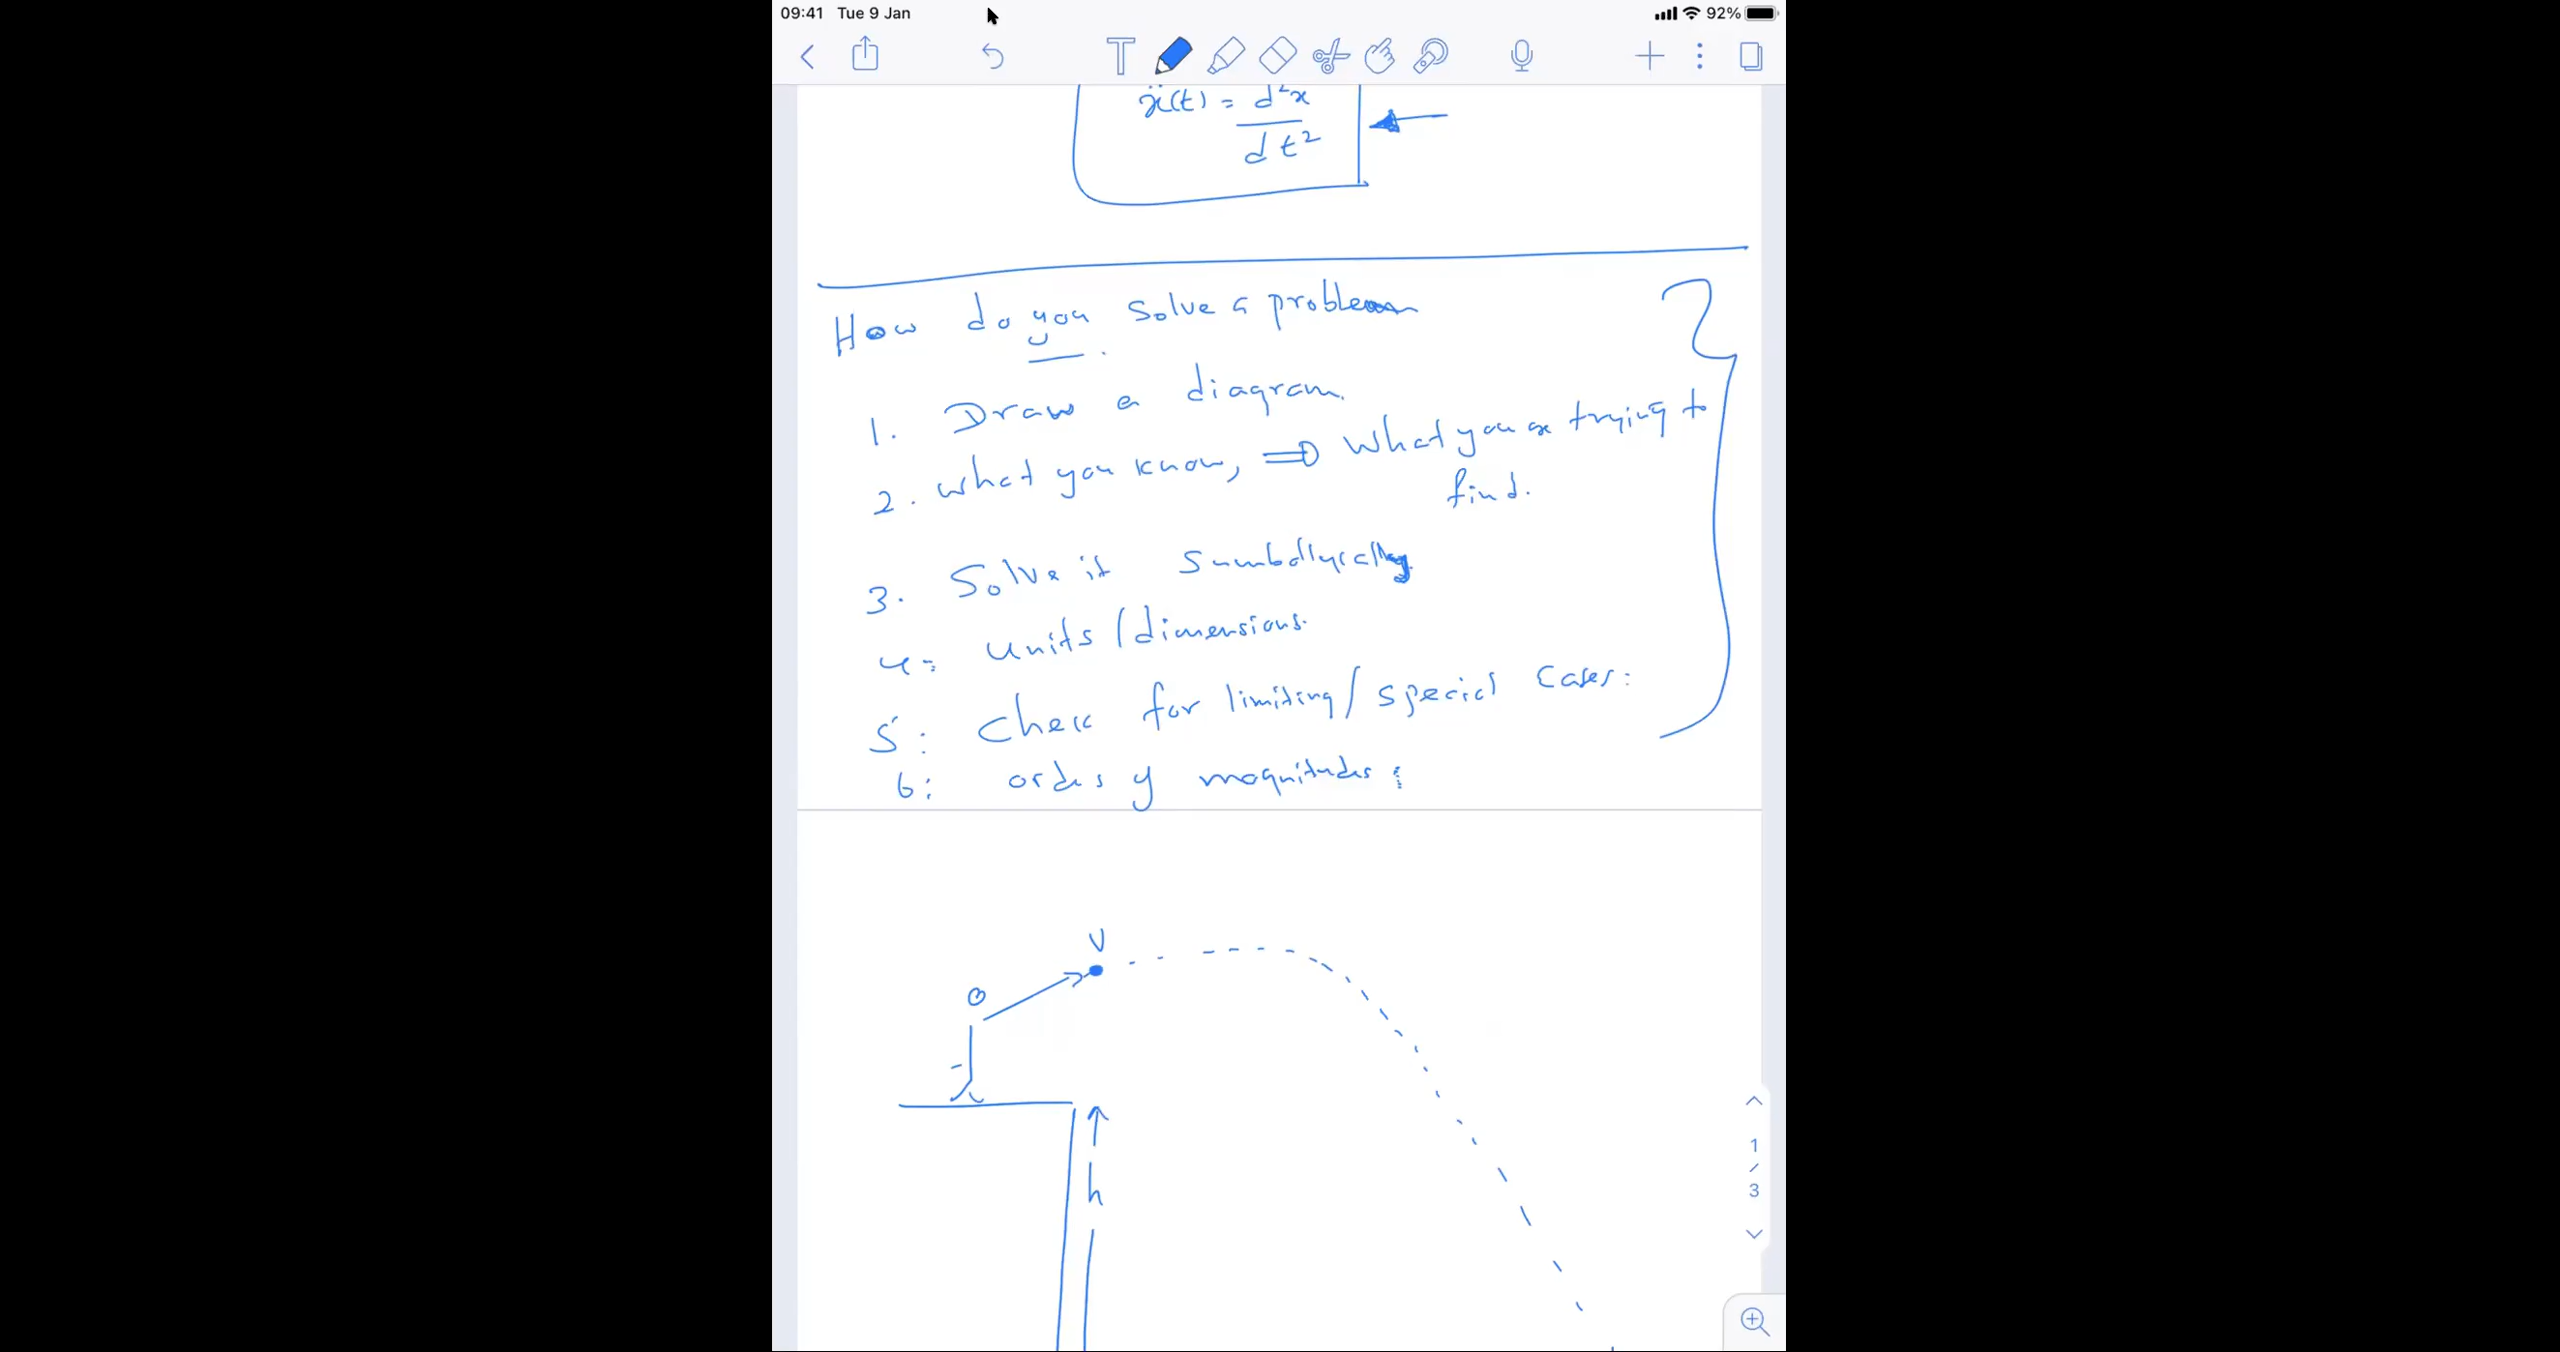 09:41 Tue 9 Jan 92%
ẍ(t) = d²x
dt²
How do you solve a problem
1. Draw a diagram.
2. what you know, ⇒ what you are trying to
find.
3. Solve it Sumbollycally
4: units / dimensions.
5: Check for limiting / special Cases:
6: orders of magnitudes:
V
h
1
/
3